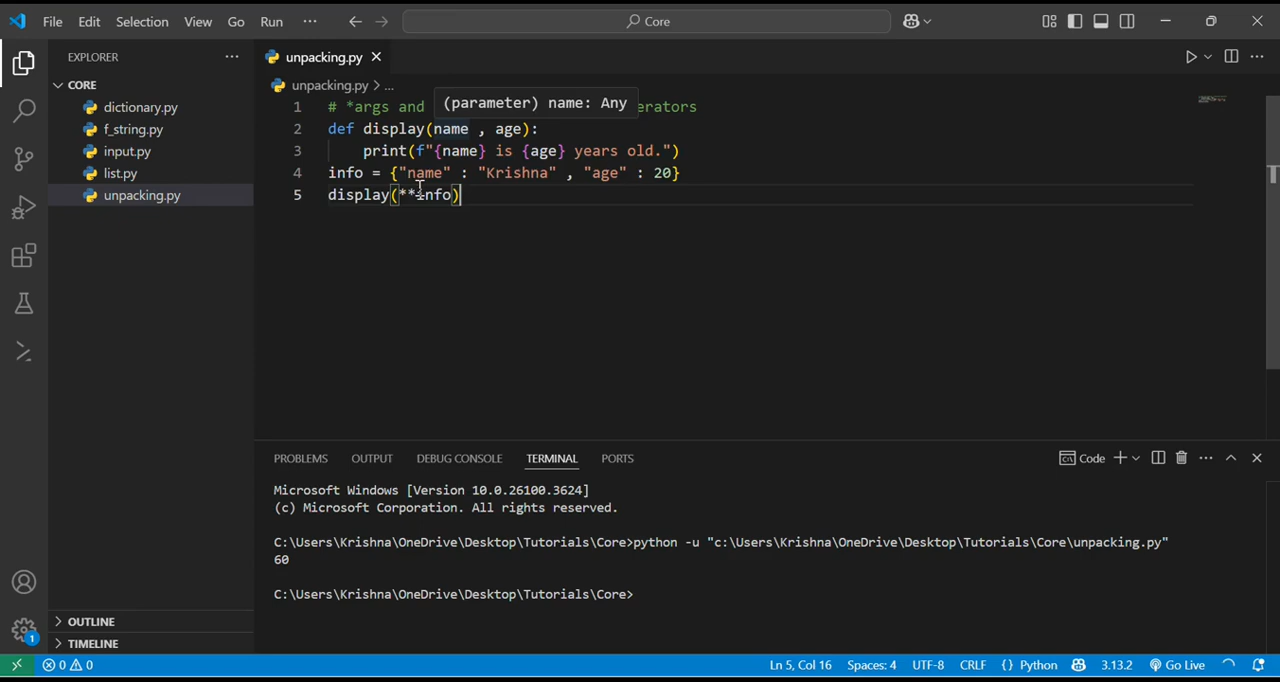 File Edit Selection View Go Run ··· Core
EXPLORER ···
CORE
dictionary.py
f_string.py
input.py
list.py
unpacking.py
OUTLINE
TIMELINE
unpacking.py
unpacking.py > ...
(parameter) name: Any
1 # *args and erators
2 def display(name , age):
3 print(f"{name} is {age} years old.")
4 info = {"name" : "Krishna" , "age" : 20}
5 display(**info)
PROBLEMS OUTPUT DEBUG CONSOLE TERMINAL PORTS Code
Microsoft Windows [Version 10.0.26100.3624]
(c) Microsoft Corporation. All rights reserved.
C:\Users\Krishna\OneDrive\Desktop\Tutorials\Core>python -u "c:\Users\Krishna\OneDrive\Desktop\Tutorials\Core\unpacking.py"
60
C:\Users\Krishna\OneDrive\Desktop\Tutorials\Core>
1
0 0 Ln 5, Col 16 Spaces: 4 UTF-8 CRLF {} Python 3.13.2 Go Live